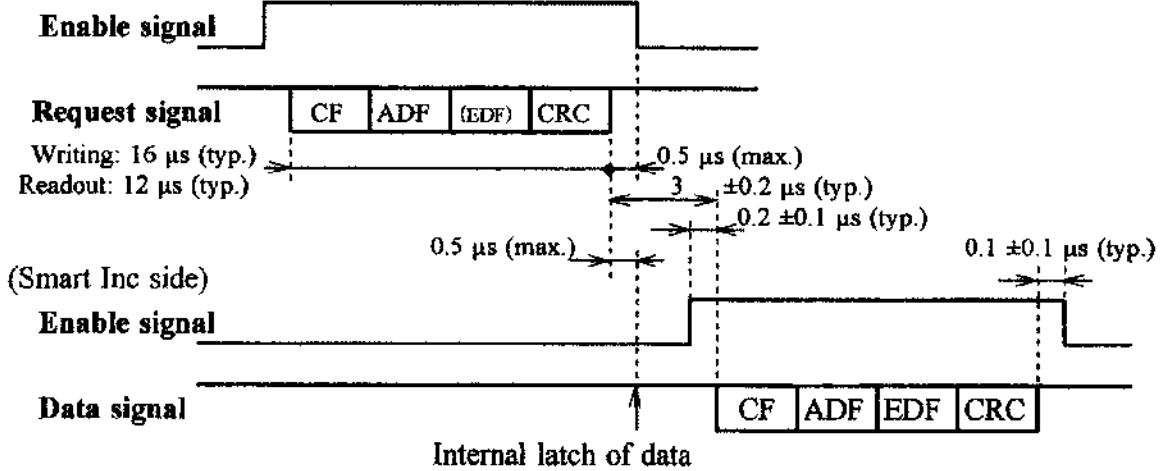 Enable signal
Request signal
CF ADF (EDF) CRC
Writing: 16 μs (typ.)
Readout: 12 μs (typ.)
0.5 μs (max.)
3 ±0.2 μs (typ.)
0.2 ±0.1 μs (typ.)
0.5 μs (max.)
0.1 ±0.1 μs (typ.)
(Smart Inc side)
Enable signal
Data signal
CF ADF EDF CRC
Internal latch of data